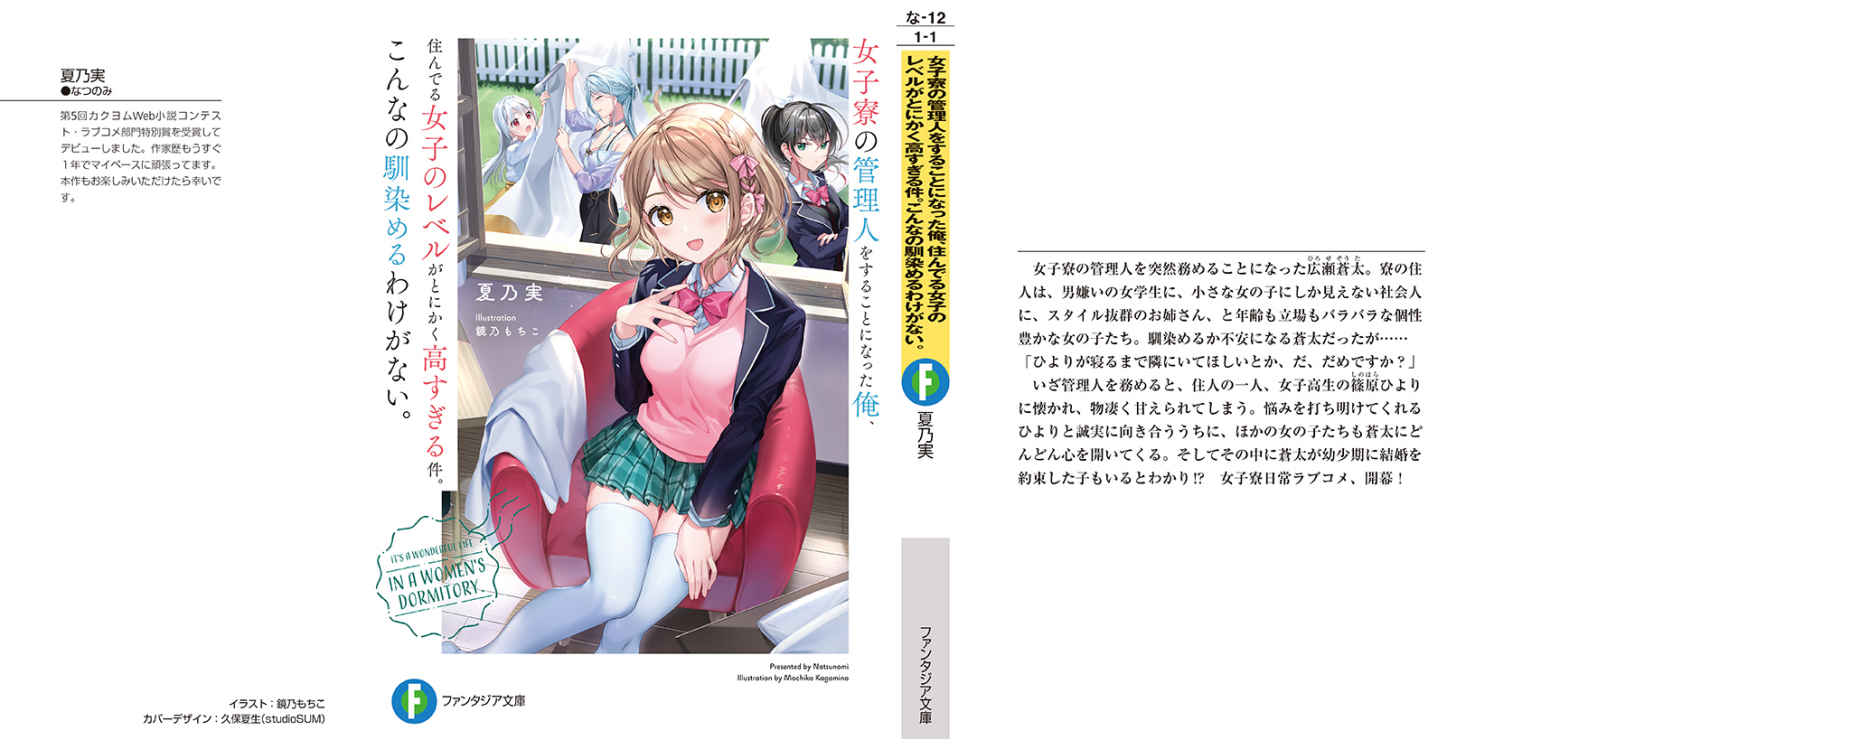 夏乃実
●なつのみ
第5回カクヨムWeb小説コンテス
ト・ラブコメ部門特別賞を受賞して
デビューしました。作家歴もうすぐ
１年でマイペースに頑張ってます。
本作もお楽しみいただけたら幸いで
す。
イラスト：鏡乃もちこ
カバーデザイン：久保夏生(studioSUM)
女子寮の管理人をすることになった俺、
住んでる女子のレベルがとにかく高すぎる件。
こんなの馴染めるわけがない。
夏乃実
Illustration
鏡乃もちこ
IT'S A WONDERFUL LIFE
IN A WOMEN'S
DORMITORY
Presented by Natsunomi
Illustration by Mochiko Kagamino
F
ファンタジア文庫
な-12
1-1
女子寮の管理人をすることになった俺、住んでる女子の
レベルがとにかく高すぎる件。こんなの馴染めるわけがない。
F
夏乃実
ファンタジア文庫
ひろせそうた
女子寮の管理人を突然務めることになった広瀬蒼太。寮の住
人は、男嫌いの女学生に、小さな女の子にしか見えない社会人
に、スタイル抜群のお姉さん、と年齢も立場もバラバラな個性
豊かな女の子たち。馴染めるか不安になる蒼太だったが……
「ひよりが寝るまで隣にいてほしいとか、だ、だめですか？」
しのはら
いざ管理人を務めると、住人の一人、女子高生の篠原ひより
に懐かれ、物凄く甘えられてしまう。悩みを打ち明けてくれる
ひよりと誠実に向き合ううちに、ほかの女の子たちも蒼太にど
んどん心を開いてくる。そしてその中に蒼太が幼少期に結婚を
約束した子もいるとわかり!?　女子寮日常ラブコメ、開幕！